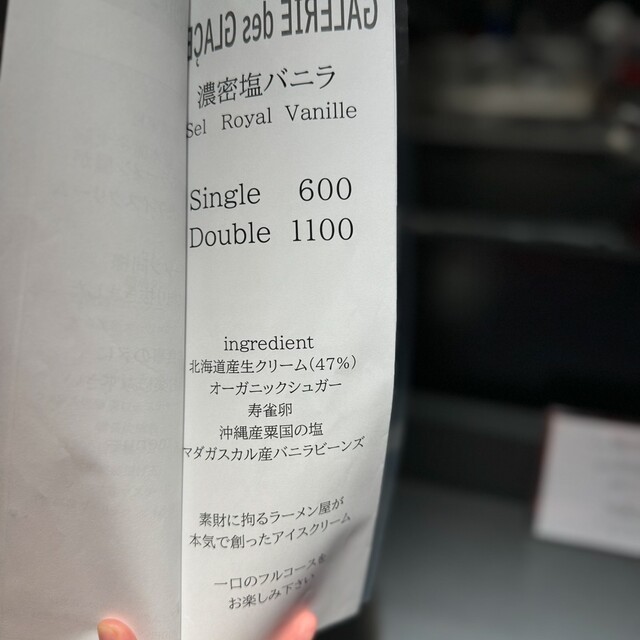 GALERIE des GLAÇE
濃密塩バニラ
Sel Royal Vanille
Single 600
Double 1100
ingredient
北海道産生クリーム(47%)
オーガニックシュガー
寿雀卵
沖縄産粟国の塩
マダガスカル産バニラビーンズ
素財に拘るラーメン屋が
本気で創ったアイスクリーム
一口のフルコースを
お楽しみ下さい